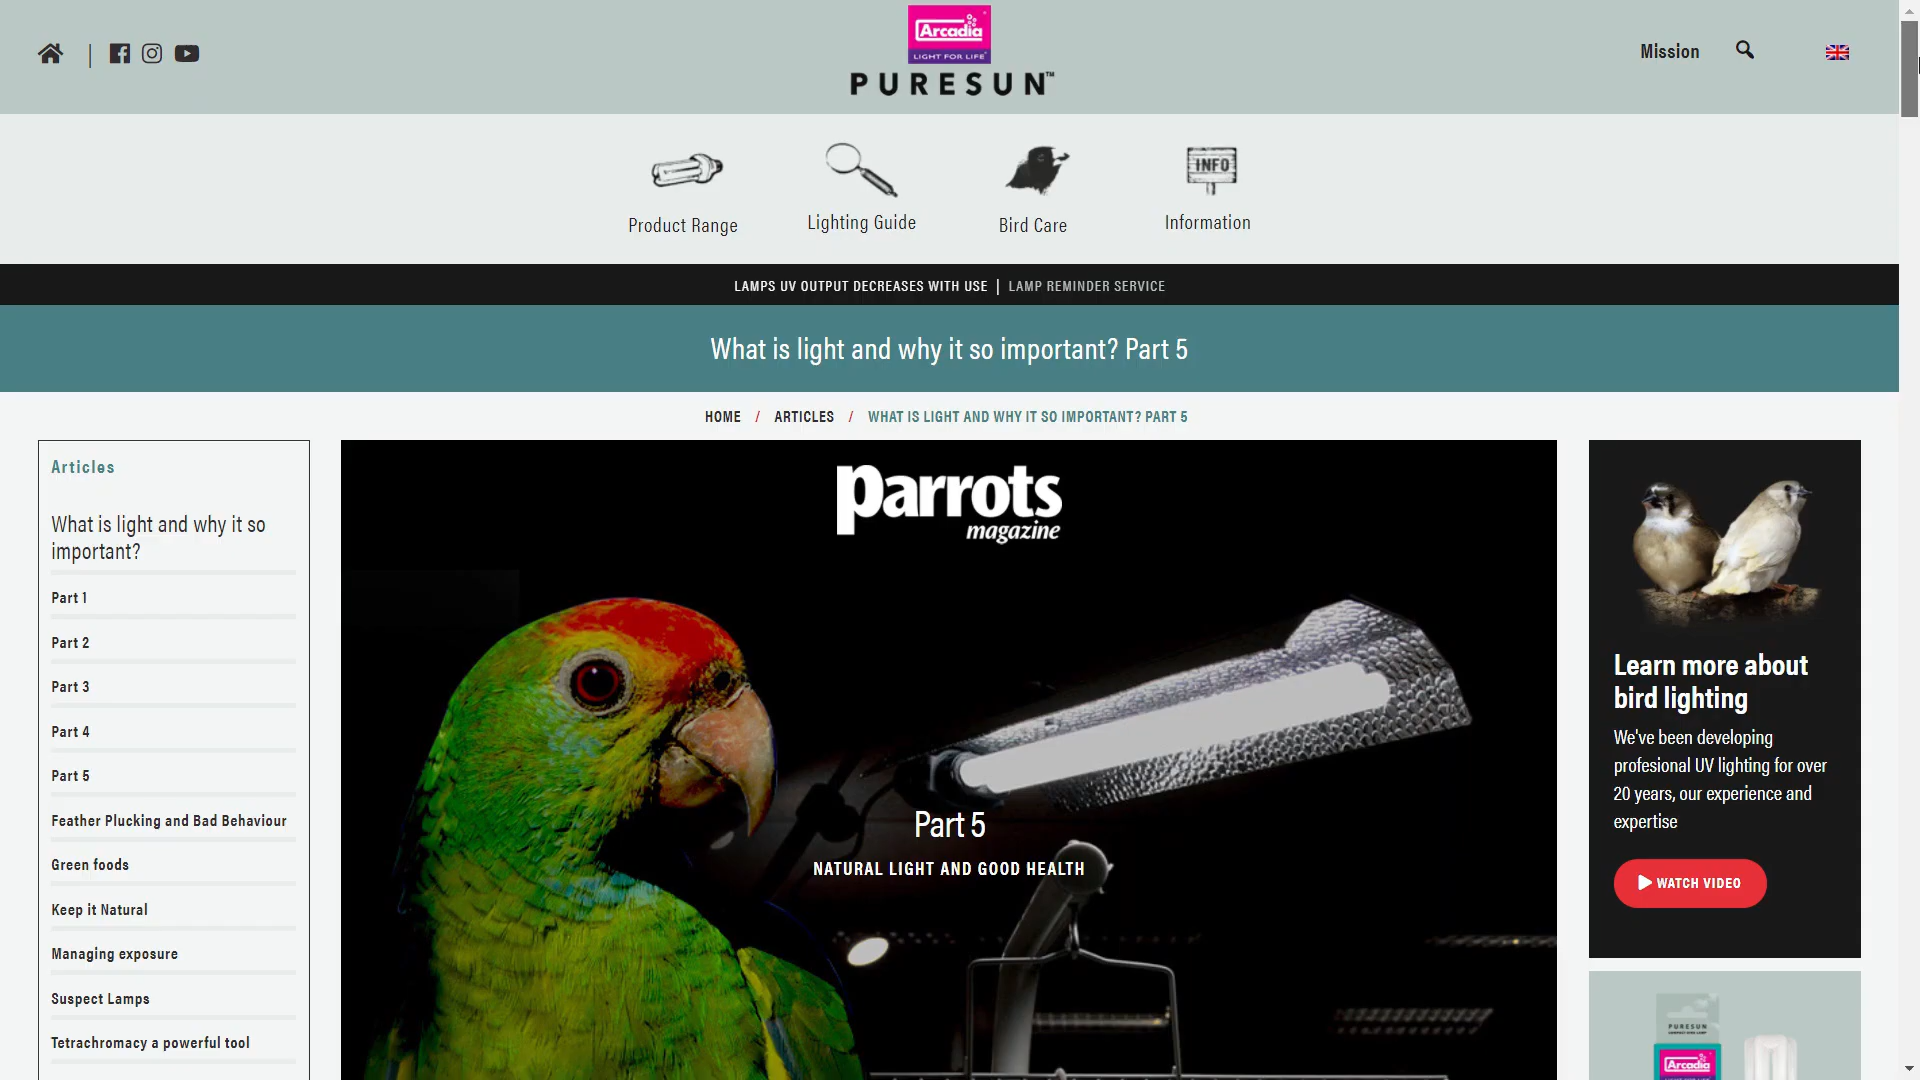 Arcadia
LIGHT FOR LIFE
PURESUN™
Mission
INFO
Product Range
Lighting Guide
Bird Care
Information
LAMPS UV OUTPUT DECREASES WITH USE | LAMP REMINDER SERVICE
What is light and why it so important? Part 5
HOME / ARTICLES / WHAT IS LIGHT AND WHY IT SO IMPORTANT? PART 5
Articles
What is light and why it so
important?
Part 1
Part 2
Part 3
Part 4
Part 5
Feather Plucking and Bad Behaviour
Green foods
Keep it Natural
Managing exposure
Suspect Lamps
Tetrachromacy a powerful tool
parrots
magazine
Part 5
NATURAL LIGHT AND GOOD HEALTH
Learn more about
bird lighting
We've been developing
profesional UV lighting for over
20 years, our experience and
expertise
WATCH VIDEO
PURESUN
Arcadia